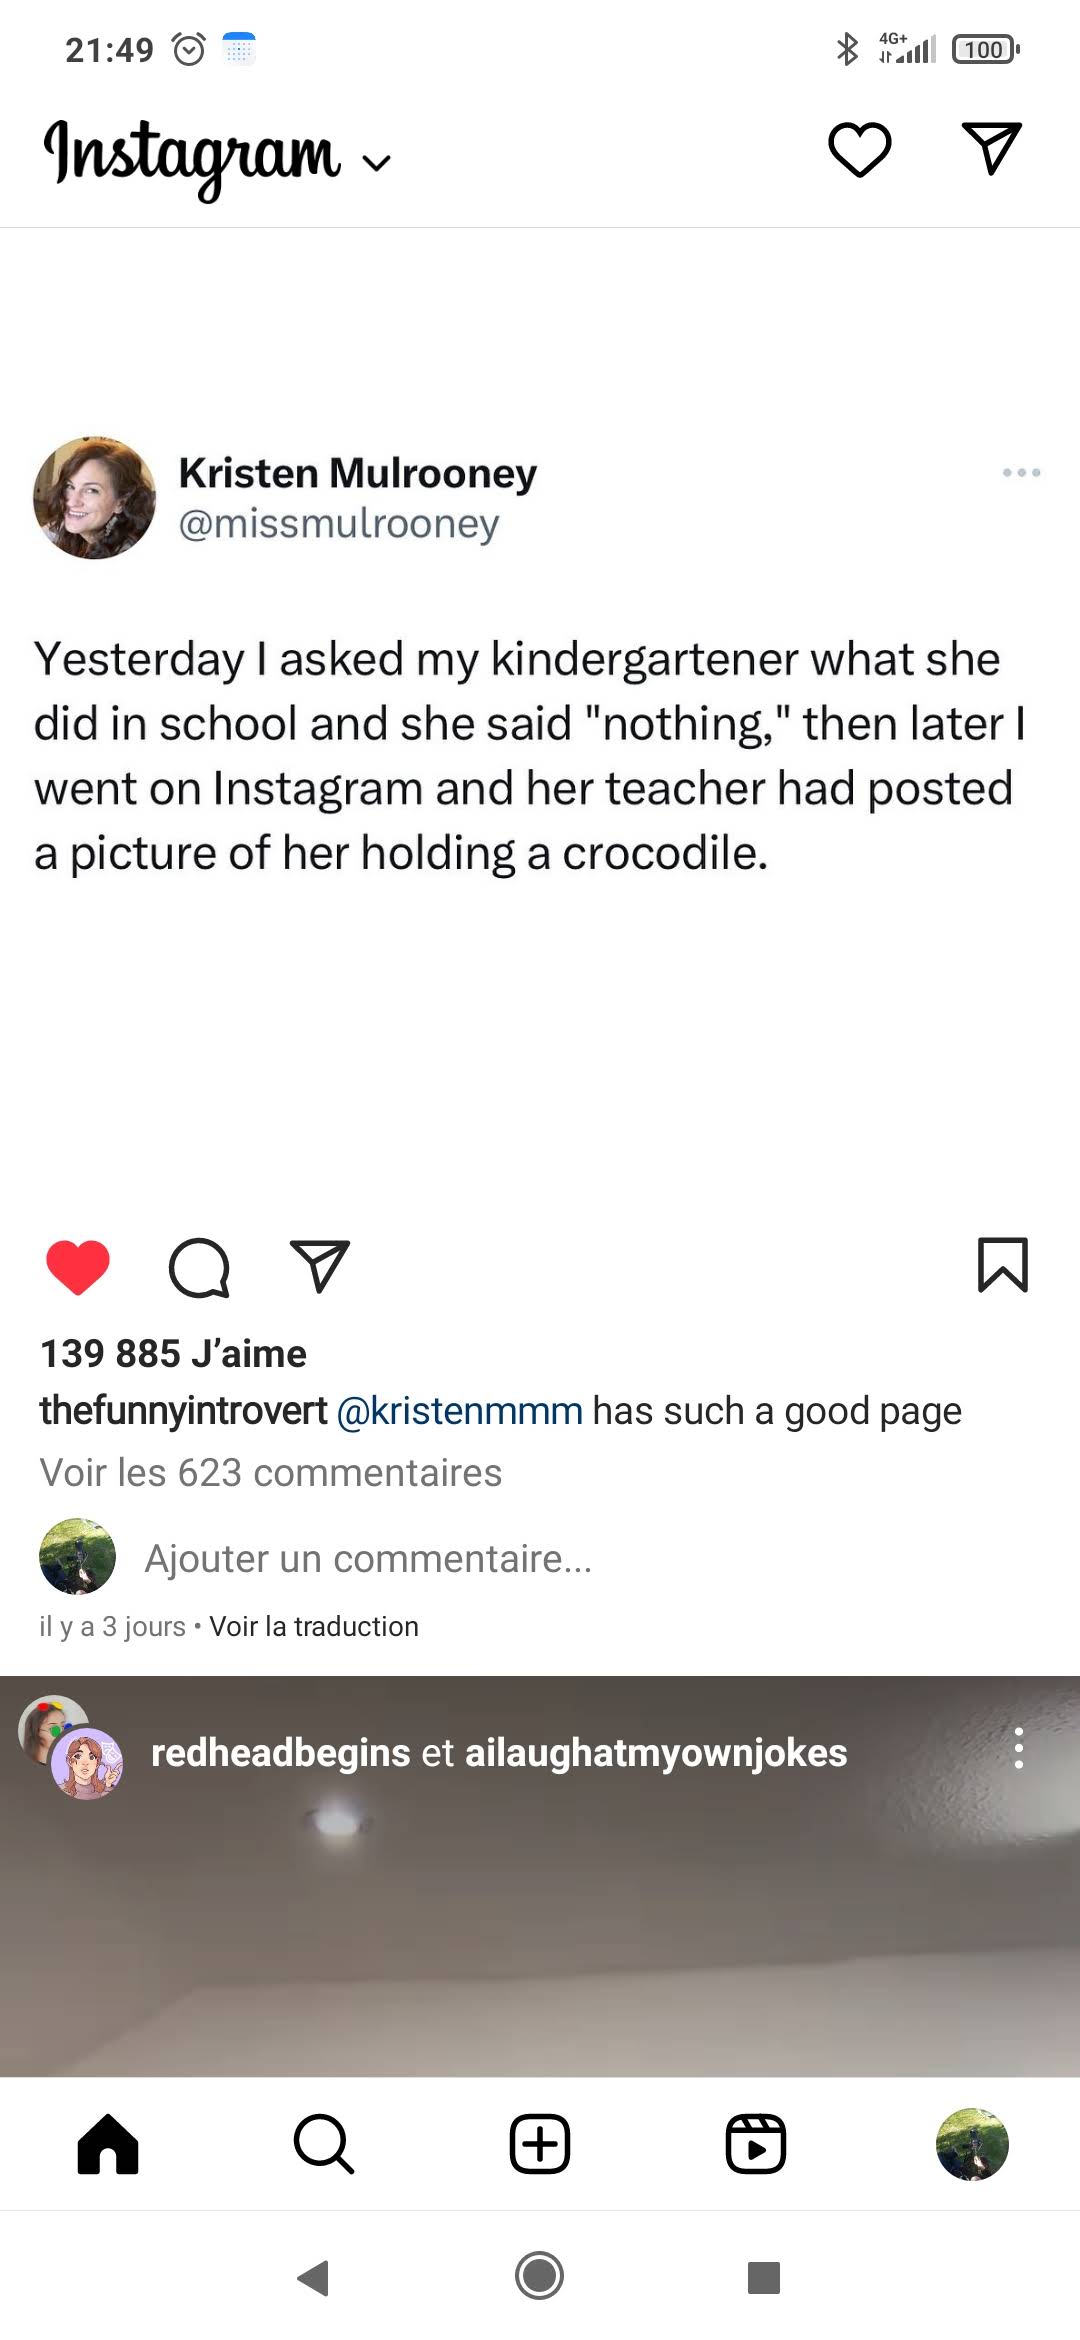 21:49
4G+
100
Instagram
Kristen Mulrooney
@missmulrooney
Yesterday I asked my kindergartener what she
did in school and she said "nothing," then later I
went on Instagram and her teacher had posted
a picture of her holding a crocodile.
139 885 J’aime
thefunnyintrovert @kristenmmm has such a good page
Voir les 623 commentaires
Ajouter un commentaire...
il y a 3 jours • Voir la traduction
redheadbegins et ailaughatmyownjokes